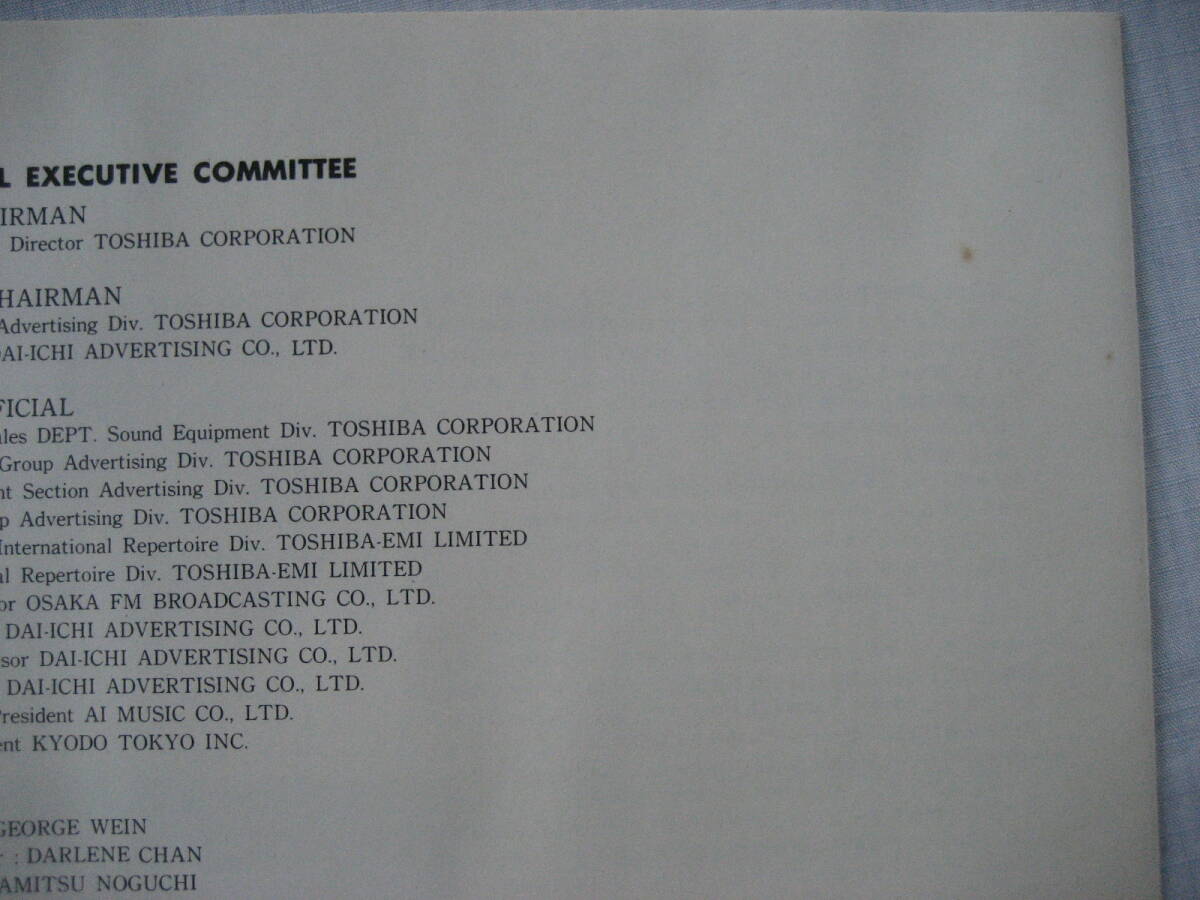 L EXECUTIVE COMMITTEE
IRMAN
Director TOSHIBA CORPORATION
HAIRMAN
Advertising Div. TOSHIBA CORPORATION
DAI-ICHI ADVERTISING CO., LTD.
FICIAL
ales DEPT. Sound Equipment Div. TOSHIBA CORPORATION
Group Advertising Div. TOSHIBA CORPORATION
nt Section Advertising Div. TOSHIBA CORPORATION
p Advertising Div. TOSHIBA CORPORATION
International Repertoire Div. TOSHIBA-EMI LIMITED
al Repertoire Div. TOSHIBA-EMI LIMITED
or OSAKA FM BROADCASTING CO., LTD.
DAI-ICHI ADVERTISING CO., LTD.
sor DAI-ICHI ADVERTISING CO., LTD.
DAI-ICHI ADVERTISING CO., LTD.
President AI MUSIC CO., LTD.
ent KYODO TOKYO INC.
GEORGE WEIN
r : DARLENE CHAN
AMITSU NOGUCHI